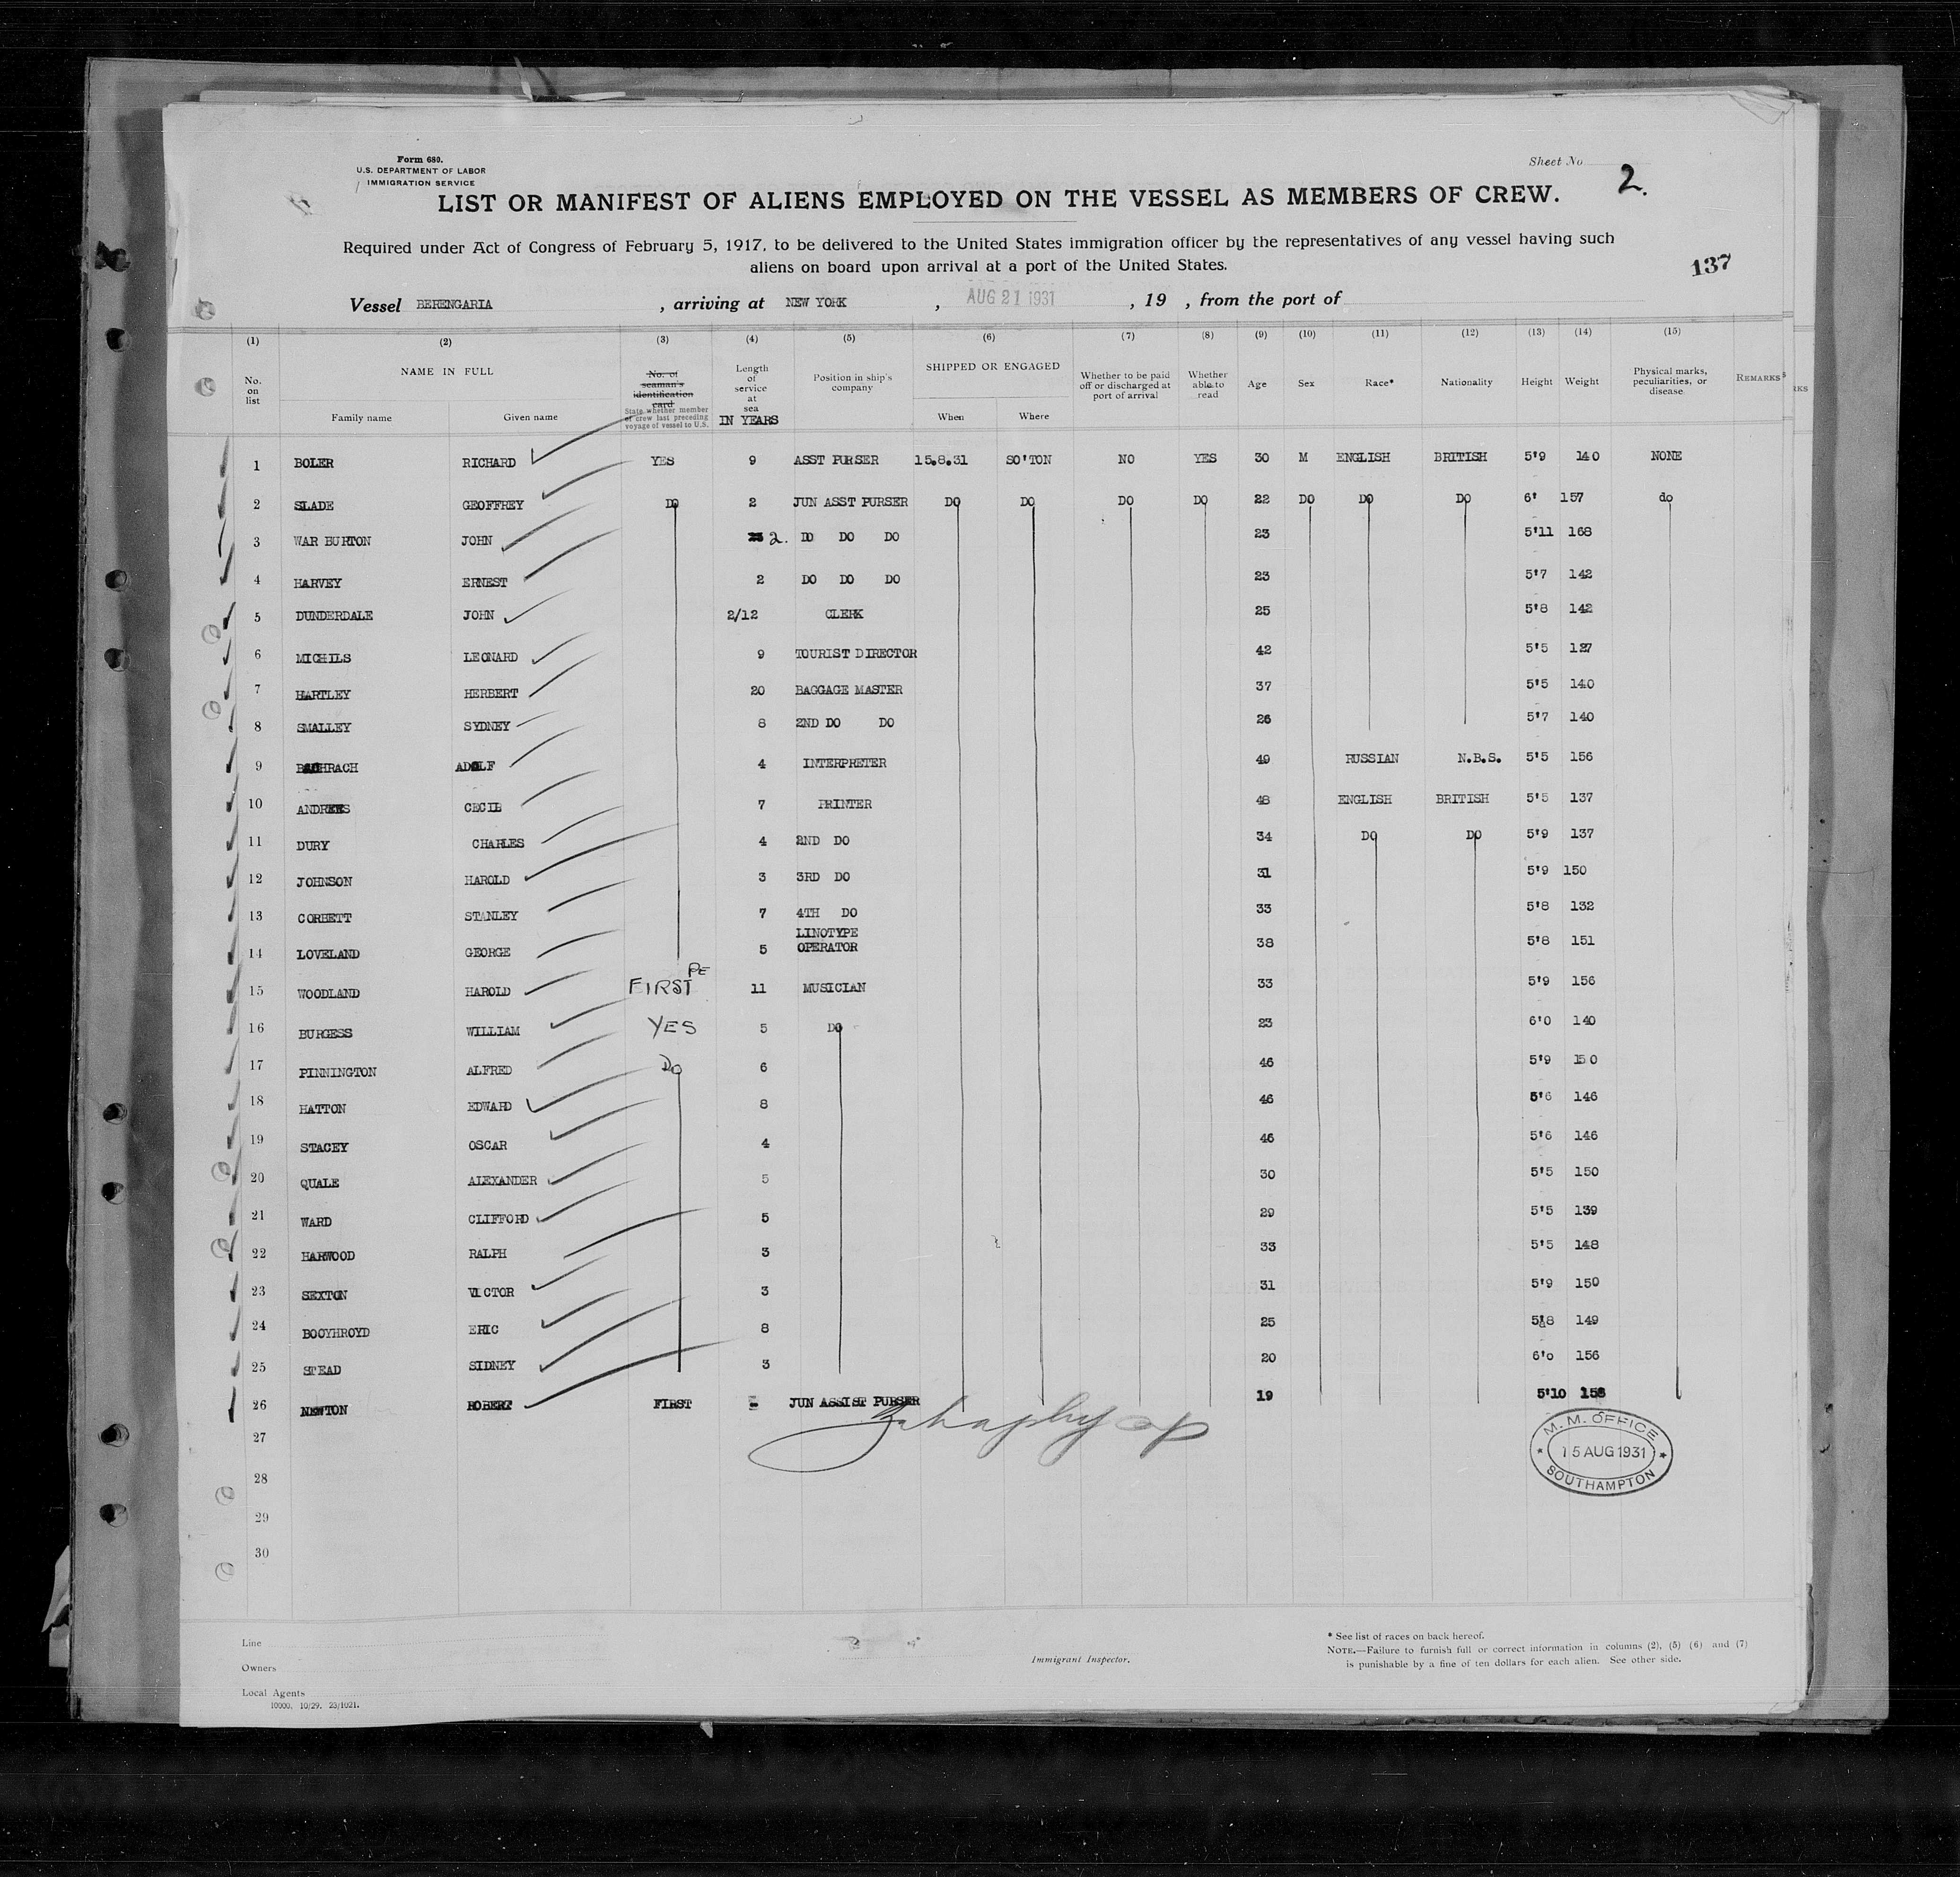 Form 680.
U.S. DEPARTMENT OF LABOR
IMMIGRATION SERVICE
Sheet No 2.
LIST OR MANIFEST OF ALIENS EMPLOYED ON THE VESSEL AS MEMBERS OF CREW.
Required under Act of Congress of February 5, 1917, to be delivered to the United States immigration officer by the representatives of any vessel having such
aliens on board upon arrival at a port of the United States.
137
Vessel BERENGARIA , arriving at NEW YORK , AUG 21 1931 , 19 , from the port of
(1) (2) (3) (4) (5) (6) (7) (8) (9) (10) (11) (12) (13) (14) (15)
No. on list NAME IN FULL Family name Given name No. of seaman's identification card State whether member of crew last preceding voyage of vessel to U.S. Length of service at sea IN YEARS Position in ship's company SHIPPED OR ENGAGED When Where Whether to be paid off or discharged at port of arrival Whether able to read Age Sex Race* Nationality Height Weight Physical marks, peculiarities, or disease REMARKS
1 BOLER RICHARD YES 9 ASST PURSER 15.8.31 SO'TON NO YES 30 M ENGLISH BRITISH 5'9 140 NONE
2 SLADE GEOFFREY DO 2 JUN ASST PURSER DO DO DO DO 22 DO DO DO 6' 157 do
3 WAR BURTON JOHN 2. DO DO DO 23 5'11 168
4 HARVEY ERNEST 2 DO DO DO 23 5'7 142
5 DUNDERDALE JOHN 2/12 CLERK 25 5'8 142
6 MICHILS LEONARD 9 TOURIST DIRECTOR 42 5'5 127
7 HARTLEY HERBERT 20 BAGGAGE MASTER 37 5'5 140
8 SMALLEY SYDNEY 8 2ND DO DO 26 5'7 140
9 BACHRACH ADOLF 4 INTERPRETER 49 RUSSIAN N.B.S. 5'5 156
10 ANDREWS CECIL 7 PRINTER 48 ENGLISH BRITISH 5'5 137
11 DURY CHARLES 4 2ND DO 34 DO DO 5'9 137
12 JOHNSON HAROLD 3 3RD DO 31 5'9 150
13 CORBETT STANLEY 7 4TH DO 33 5'8 132
14 LOVELAND GEORGE 5 LINOTYPE OPERATOR 38 5'8 151
15 WOODLAND HAROLD FIRST PE 11 MUSICIAN 33 5'9 156
16 BURGESS WILLIAM YES 5 DO 23 6'0 140
17 PINNINGTON ALFRED DO 6 46 5'9 150
18 HATTON EDWARD 8 46 5'6 146
19 STACEY OSCAR 4 46 5'6 146
20 QUALE ALEXANDER 5 30 5'5 150
21 WARD CLIFFORD 5 29 5'5 139
22 HARWOOD RALPH 3 33 5'5 148
23 SEXTON VICTOR 3 31 5'9 150
24 BOOYHROYD ERIC 8 25 5'8 149
25 STEAD SIDNEY 3 20 6'0 156
26 NEWTON ROBERT FIRST - JUN ASSIST PURSER 19 5'10 158
27
28
29
30
M. M. OFFICE
15 AUG 1931
SOUTHAMPTON
Line
Owners
Local Agents
10000. 10/29. 23/1021.
Immigrant Inspector.
* See list of races on back hereof.
NOTE.—Failure to furnish full or correct information in columns (2), (5) (6) and (7)
is punishable by a fine of ten dollars for each alien. See other side.